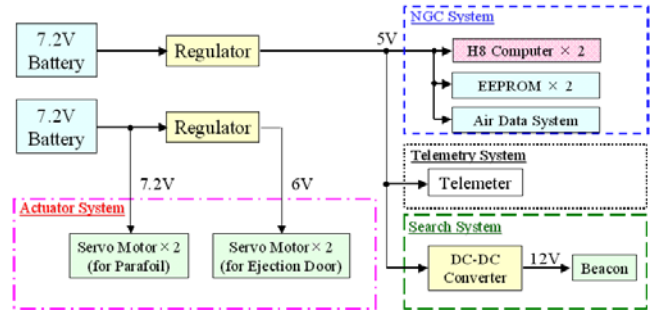 NGC System
7.2V
Battery
Regulator
5V
H8 Computer × 2
EEPROM × 2
Air Data System
7.2V
Battery
Regulator
7.2V
6V
Telemetry System
Telemeter
Actuator System
Servo Motor × 2
(for Parafoil)
Servo Motor × 2
(for Ejection Door)
Search System
DC-DC
Converter
12V
Beacon